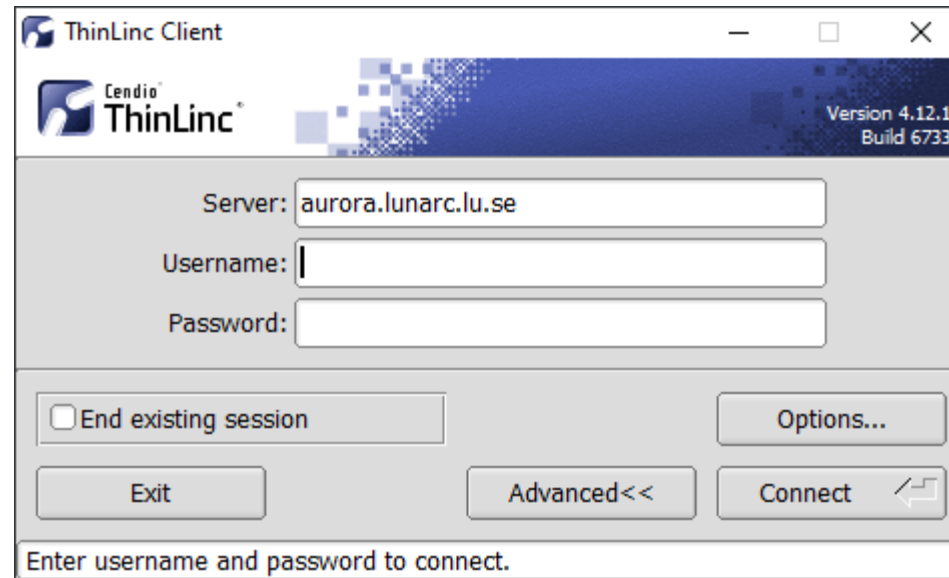 ThinLinc Client
Cendio®
ThinLinc®
Version 4.12.1
Build 6733
Server: aurora.lunarc.lu.se
Username:
Password:
End existing session
Options...
Exit
Advanced<<
Connect
Enter username and password to connect.